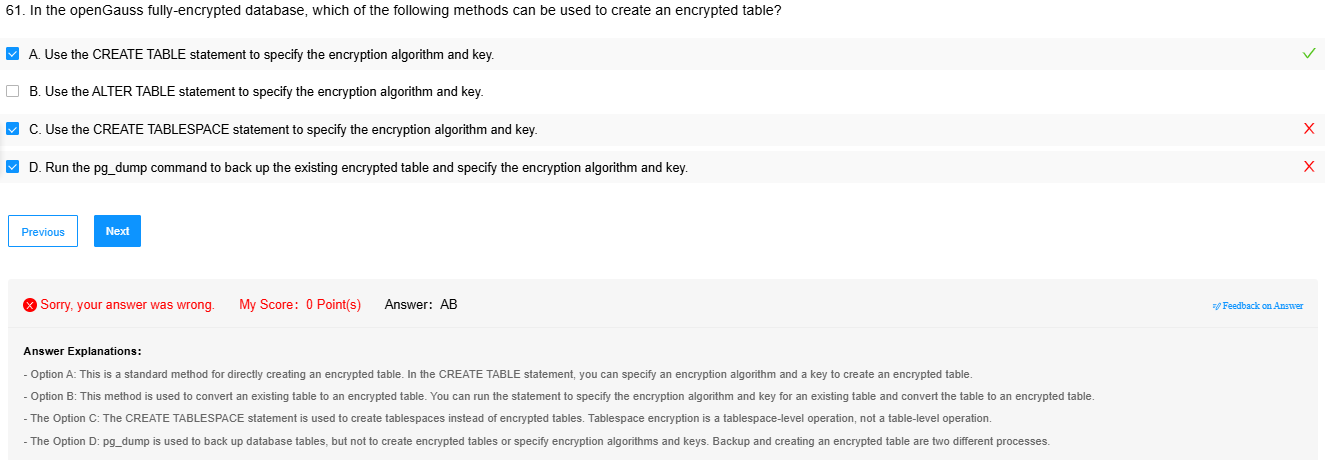 61. In the openGauss fully-encrypted database, which of the following methods can be used to create an encrypted table?
A. Use the CREATE TABLE statement to specify the encryption algorithm and key.
B. Use the ALTER TABLE statement to specify the encryption algorithm and key.
C. Use the CREATE TABLESPACE statement to specify the encryption algorithm and key.
D. Run the pg_dump command to back up the existing encrypted table and specify the encryption algorithm and key.
Previous Next
Sorry, your answer was wrong. My Score: 0 Point(s) Answer: AB Feedback on Answer
Answer Explanations:
- Option A: This is a standard method for directly creating an encrypted table. In the CREATE TABLE statement, you can specify an encryption algorithm and a key to create an encrypted table.
- Option B: This method is used to convert an existing table to an encrypted table. You can run the statement to specify the encryption algorithm and key for an existing table and convert the table to an encrypted table.
- The Option C: The CREATE TABLESPACE statement is used to create tablespaces instead of encrypted tables. Tablespace encryption is a tablespace-level operation, not a table-level operation.
- The Option D: pg_dump is used to back up database tables, but not to create encrypted tables or specify encryption algorithms and keys. Backup and creating an encrypted table are two different processes.